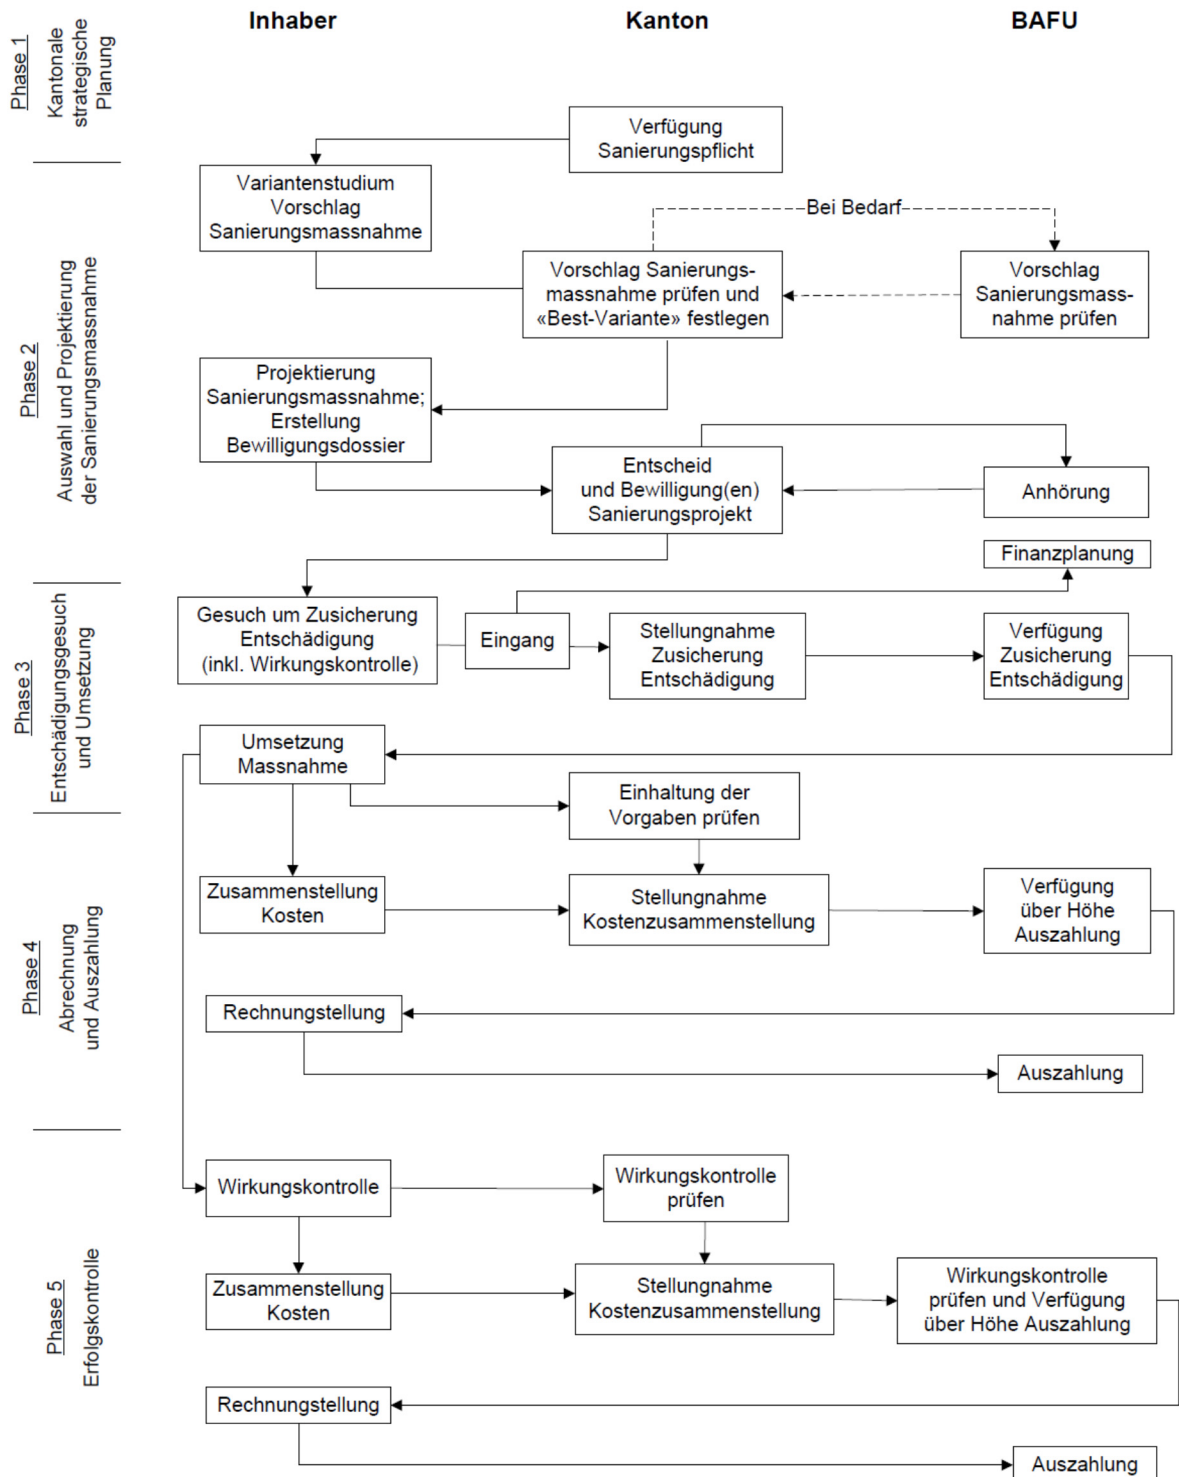 Inhaber
Kanton
BAFU
Phase 1
Kantonale
strategische
Planung
Verfügung
Sanierungspflicht
Phase 2
Auswahl und Projektierung
der Sanierungsmassnahme
Variantenstudium
Vorschlag
Sanierungsmassnahme
Bei Bedarf
Vorschlag Sanierungs-
massnahme prüfen und
«Best-Variante» festlegen
Vorschlag
Sanierungsmass-
nahme prüfen
Projektierung
Sanierungsmassnahme;
Erstellung
Bewilligungsdossier
Entscheid
und Bewilligung(en)
Sanierungsprojekt
Anhörung
Finanzplanung
Phase 3
Entschädigungsgesuch
und Umsetzung
Gesuch um Zusicherung
Entschädigung
(inkl. Wirkungskontrolle)
Eingang
Stellungnahme
Zusicherung
Entschädigung
Verfügung
Zusicherung
Entschädigung
Umsetzung
Massnahme
Einhaltung der
Vorgaben prüfen
Phase 4
Abrechnung
und Auszahlung
Zusammenstellung
Kosten
Stellungnahme
Kostenzusammenstellung
Verfügung
über Höhe
Auszahlung
Rechnungstellung
Auszahlung
Phase 5
Erfolgskontrolle
Wirkungskontrolle
Wirkungskontrolle
prüfen
Zusammenstellung
Kosten
Stellungnahme
Kostenzusammenstellung
Wirkungskontrolle
prüfen und Verfügung
über Höhe Auszahlung
Rechnungstellung
Auszahlung